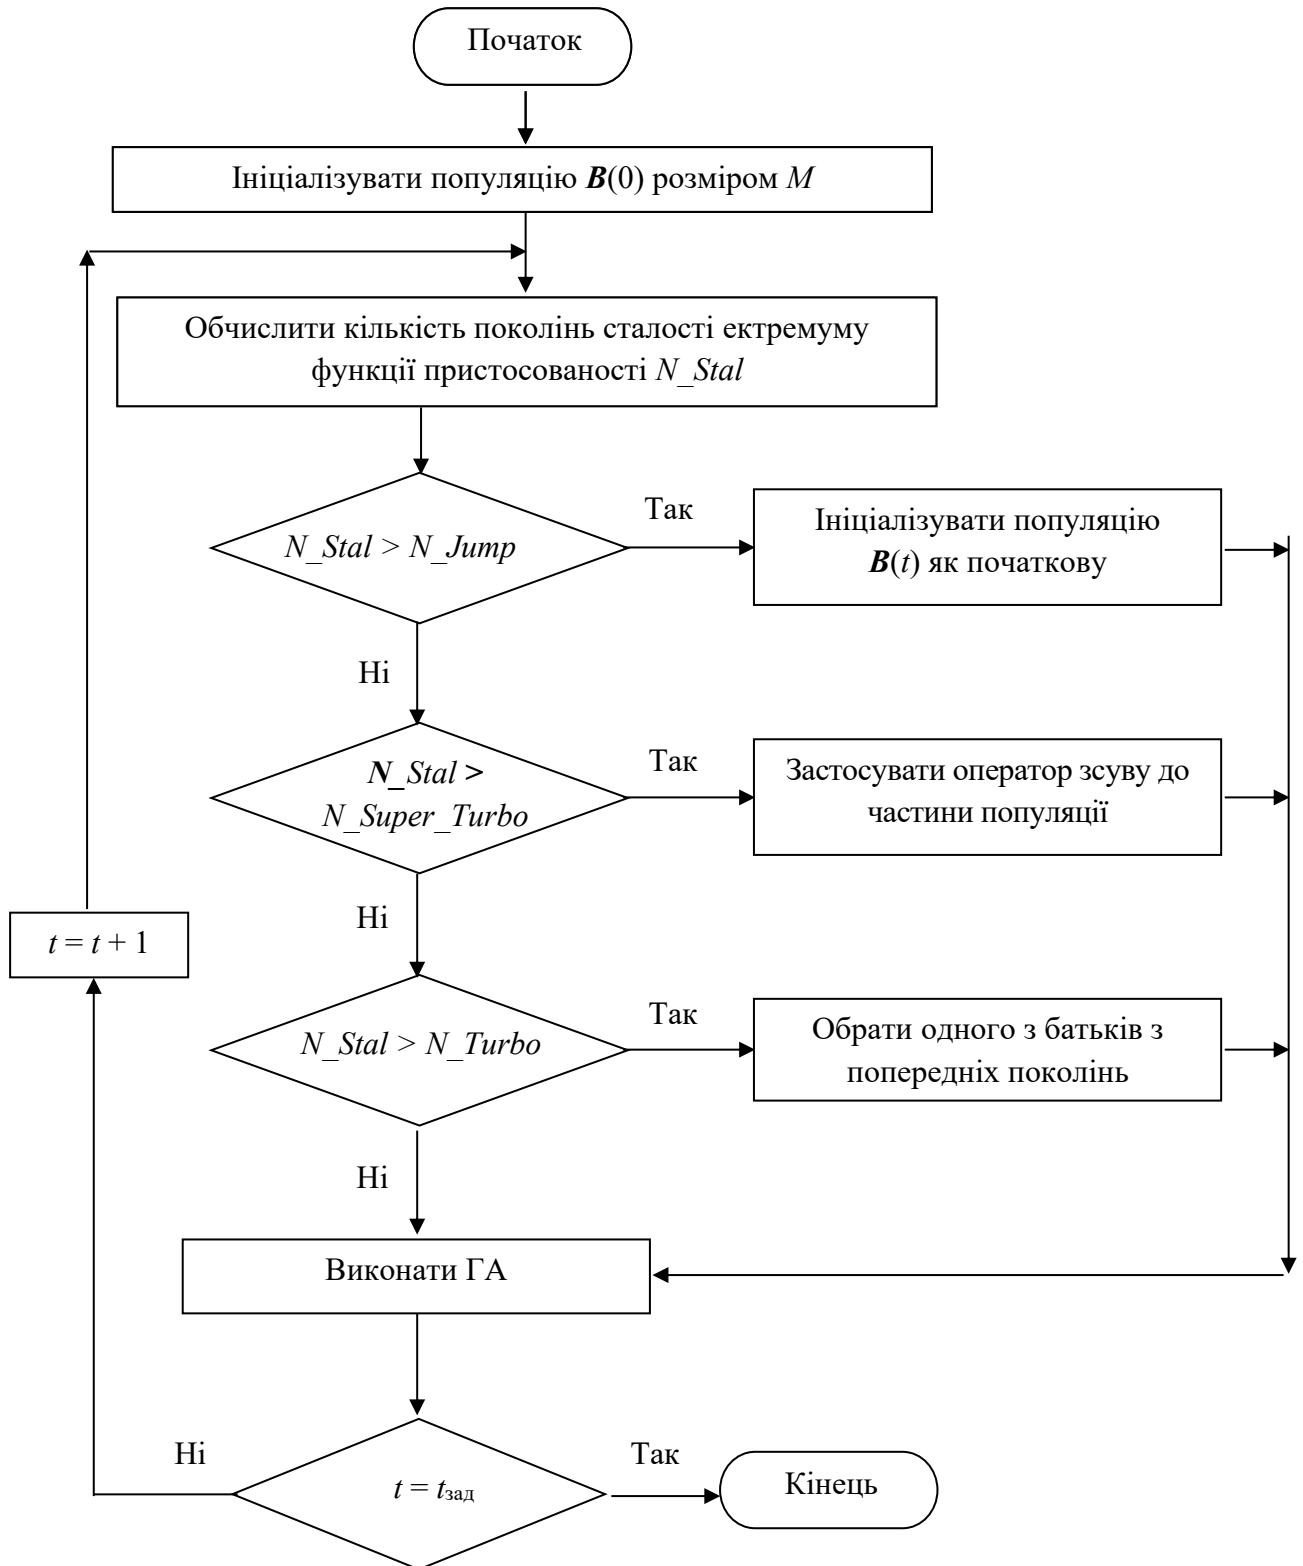 Початок
Ініціалізувати популяцію B(0) розміром M
Обчислити кількість поколінь сталості ектремуму
функції пристосованості N_Stal
N_Stal > N_Jump
Так
Ініціалізувати популяцію
B(t) як початкову
Ні
N_Stal >
N_Super_Turbo
Так
Застосувати оператор зсуву до
частини популяції
Ні
t = t + 1
N_Stal > N_Turbo
Так
Обрати одного з батьків з
попередніх поколінь
Ні
Виконати ГА
Ні
t = tзад
Так
Кінець